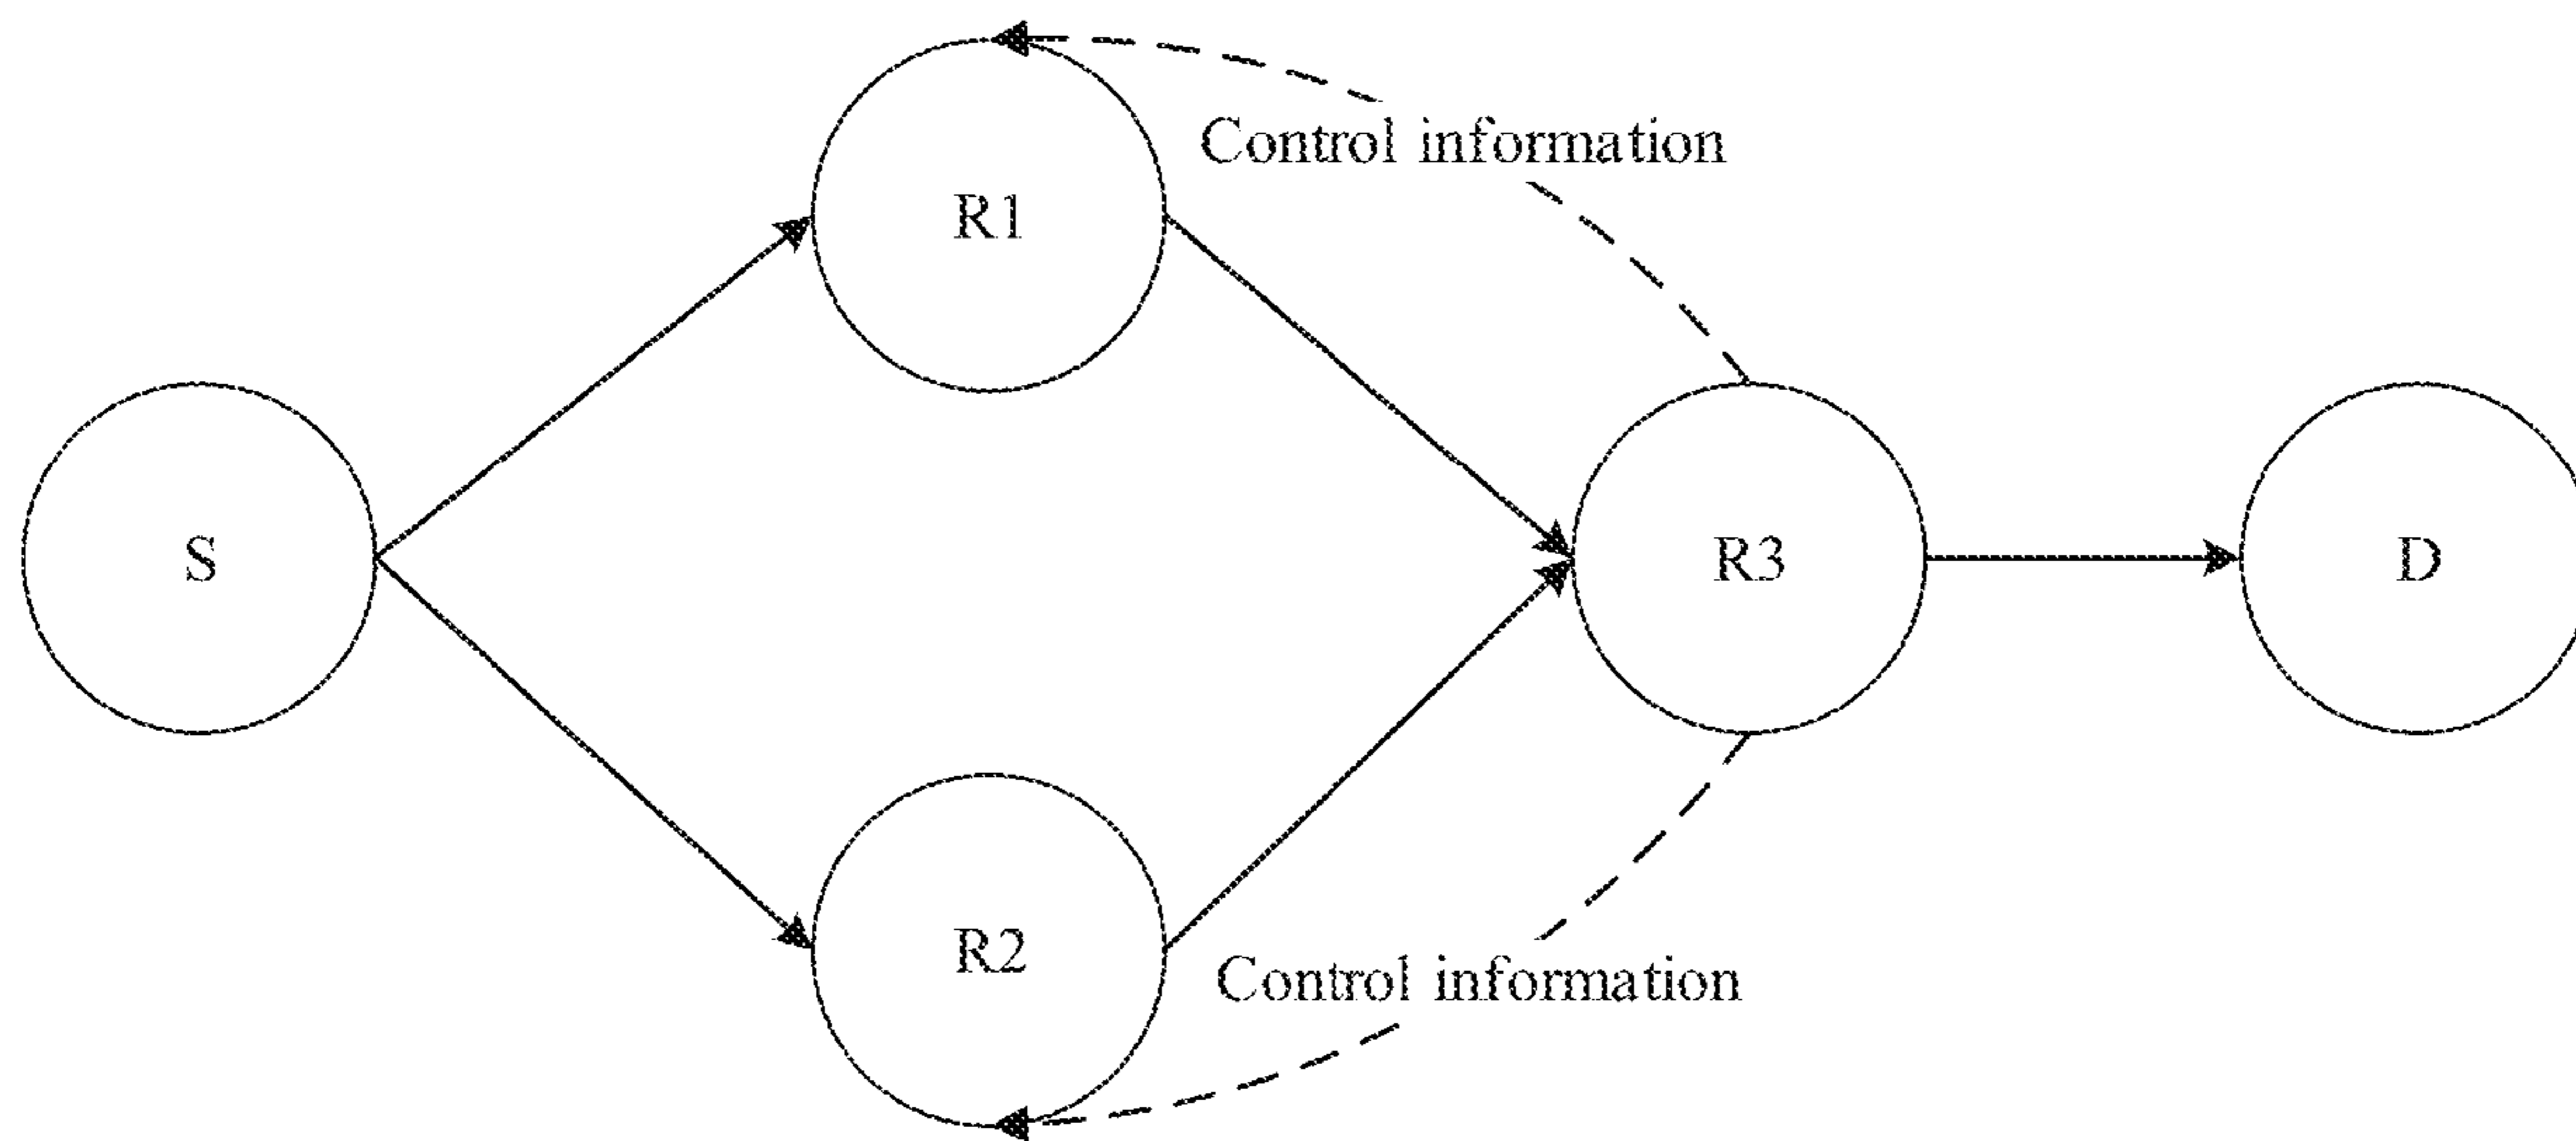 Control information
R1
S
R3
D
R2
Control information